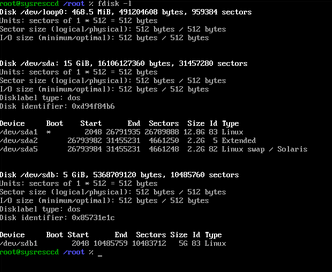 root@sysresccd /root % fdisk -l
Disk /dev/loop0: 468.5 MiB, 491204608 bytes, 959384 sectors
Units: sectors of 1 * 512 = 512 bytes
Sector size (logical/physical): 512 bytes / 512 bytes
I/O size (minimum/optimal): 512 bytes / 512 bytes
Disk /dev/sda: 15 GiB, 16106127360 bytes, 31457280 sectors
Units: sectors of 1 * 512 = 512 bytes
Sector size (logical/physical): 512 bytes / 512 bytes
I/O size (minimum/optimal): 512 bytes / 512 bytes
Disklabel type: dos
Disk identifier: 0xd94f84b6
Device Boot Start End Sectors Size Id Type
/dev/sda1 * 2048 26791935 26789888 12.8G 83 Linux
/dev/sda2 26793982 31455231 4661250 2.2G 5 Extended
/dev/sda5 26793984 31455231 4661248 2.2G 82 Linux swap / Solaris
Disk /dev/sdb: 5 GiB, 5368709120 bytes, 10485760 sectors
Units: sectors of 1 * 512 = 512 bytes
Sector size (logical/physical): 512 bytes / 512 bytes
I/O size (minimum/optimal): 512 bytes / 512 bytes
Disklabel type: dos
Disk identifier: 0x85731e1c
Device Boot Start End Sectors Size Id Type
/dev/sdb1 2048 10485759 10483712 5G 83 Linux
root@sysresccd /root % _